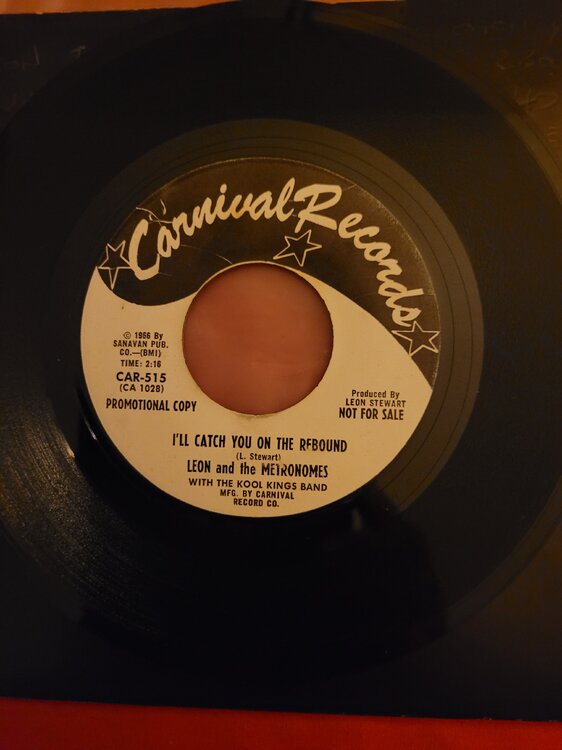 Carnival Records
© 1966 By
SANAVAN PUB.
CO.—(BMI)
TIME: 2:16
CAR-515
(CA 1028)
PROMOTIONAL COPY
Produced By
LEON STEWART
NOT FOR SALE
I'LL CATCH YOU ON THE REBOUND
(L. Stewart)
LEON and the METRONOMES
WITH THE KOOL KINGS BAND
MFG. BY CARNIVAL
RECORD CO.